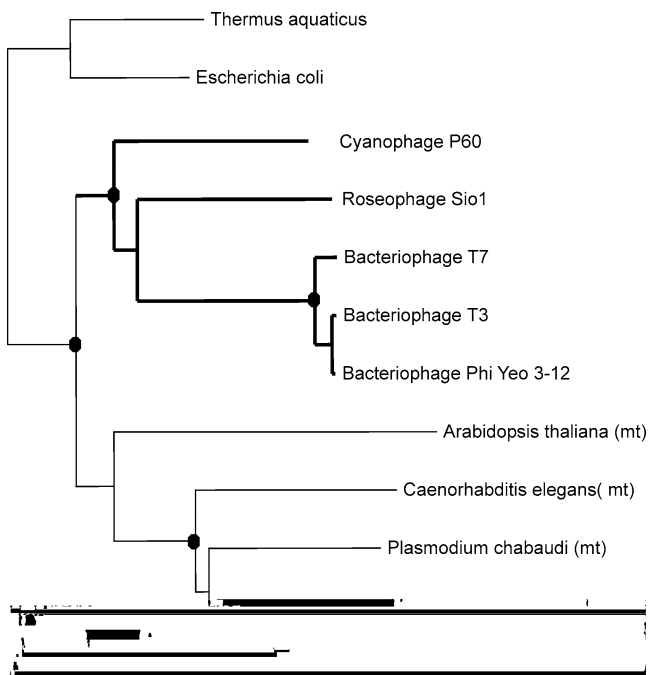 Thermus aquaticus
Escherichia coli
Cyanophage P60
Roseophage Sio1
Bacteriophage T7
Bacteriophage T3
Bacteriophage Phi Yeo 3-12
Arabidopsis thaliana (mt)
Caenorhabditis elegans( mt)
Plasmodium chabaudi (mt)